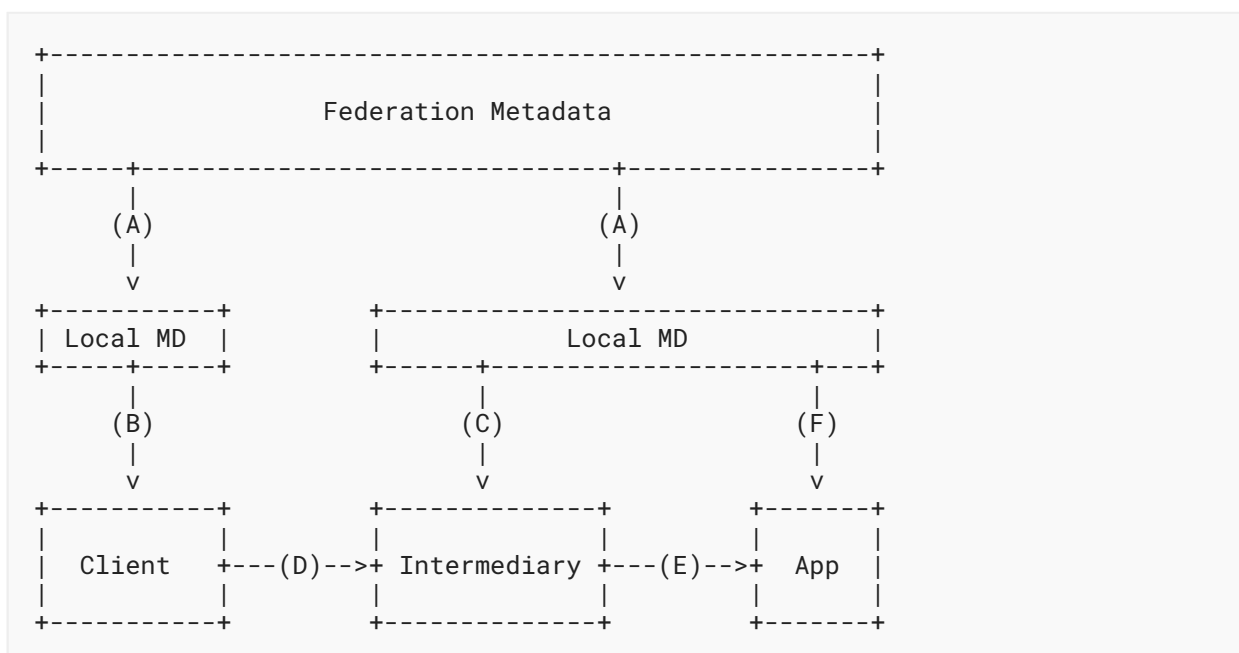 Federation Metadata
(A) (A)
v v
Local MD Local MD
(B) (C) (F)
v v v
Client ---(D)--> Intermediary ---(E)--> App